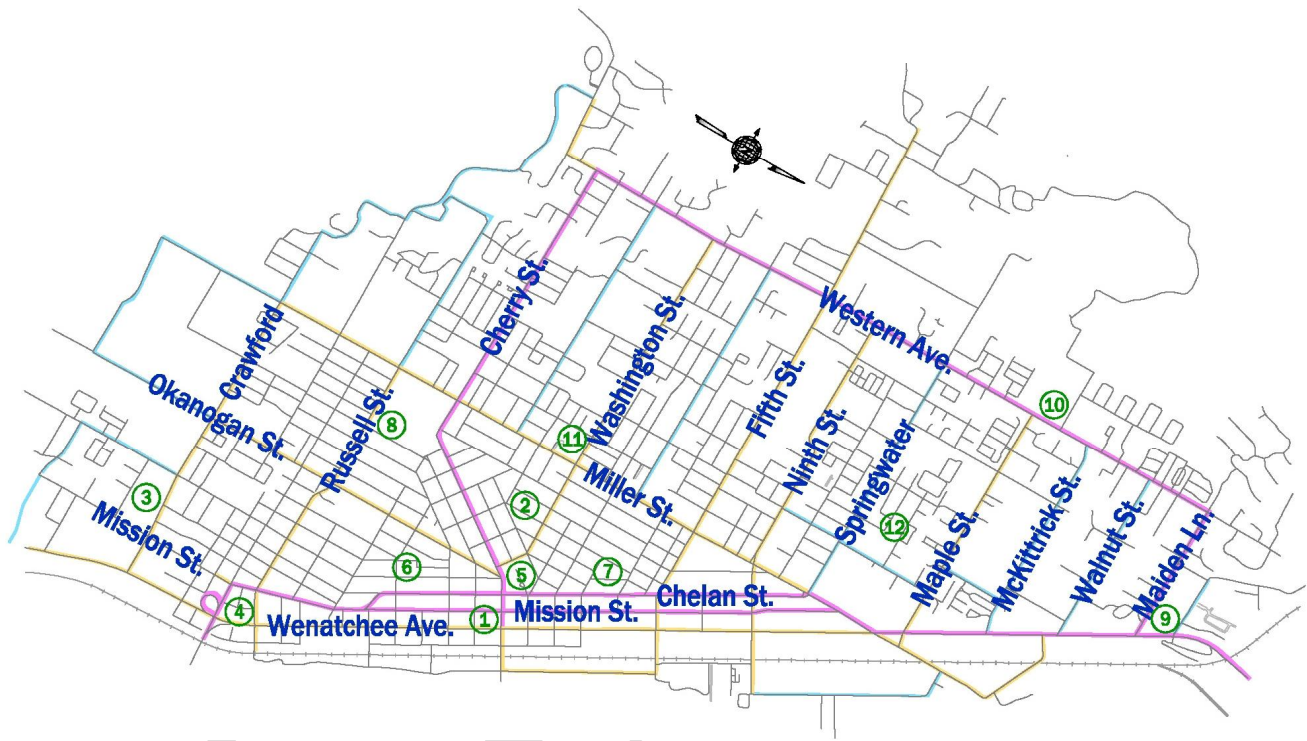 Cherry St.
Western Ave.
Washington St.
Crawford
Fifth St.
Okanogan St.
Russell St.
8
11
10
Ninth St.
Springwater
3
Mission St.
2
Miller St.
12
Maple St.
McKittrick St.
Walnut St.
Maiden Ln.
6
5
7
Chelan St.
4
Wenatchee Ave.
1
Mission St.
9